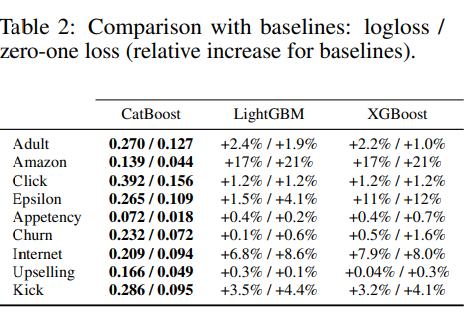 Table 2: Comparison with baselines: logloss /
zero-one loss (relative increase for baselines).
CatBoost LightGBM XGBoost
Adult 0.270 / 0.127 +2.4% / +1.9% +2.2% / +1.0%
Amazon 0.139 / 0.044 +17% / +21% +17% / +21%
Click 0.392 / 0.156 +1.2% / +1.2% +1.2% / +1.2%
Epsilon 0.265 / 0.109 +1.5% / +4.1% +11% / +12%
Appetency 0.072 / 0.018 +0.4% / +0.2% +0.4% / +0.7%
Churn 0.232 / 0.072 +0.1% / +0.6% +0.5% / +1.6%
Internet 0.209 / 0.094 +6.8% / +8.6% +7.9% / +8.0%
Upselling 0.166 / 0.049 +0.3% / +0.1% +0.04% / +0.3%
Kick 0.286 / 0.095 +3.5% / +4.4% +3.2% / +4.1%